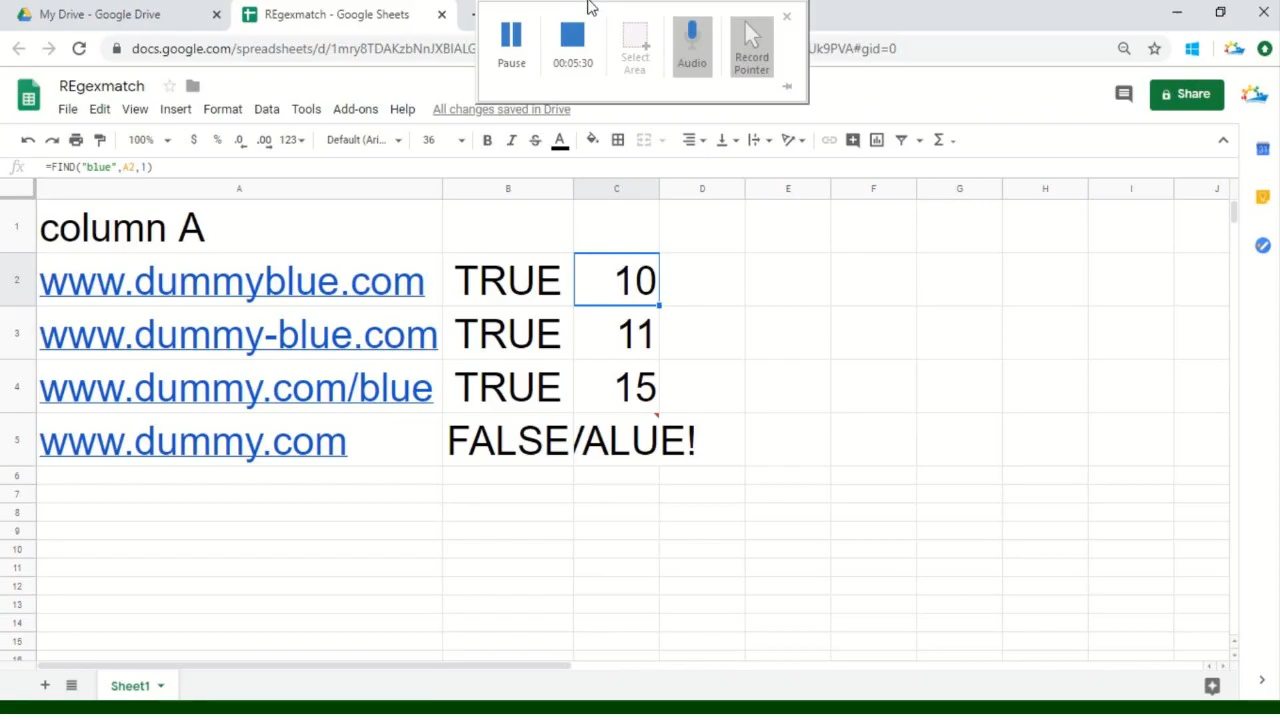 My Drive - Google Drive
REgexmatch - Google Sheets
docs.google.com/spreadsheets/d/1mry8TDAKzbNnJXBIALG
Jk9PVA#gid=0
Pause
00:05:30
Select Area
Audio
Record Pointer
REgexmatch
File Edit View Insert Format Data Tools Add-ons Help All changes saved in Drive
Share
100% $ % .0 .00 123 Default (Ari... 36 B I S A Σ
fx =FIND("blue",A2,1)
A B C D E F G H I J
1 column A
2 www.dummyblue.com TRUE 10
3 www.dummy-blue.com TRUE 11
4 www.dummy.com/blue TRUE 15
5 www.dummy.com FALSE /ALUE!
6
7
8
9
10
11
12
13
14
15
Sheet1